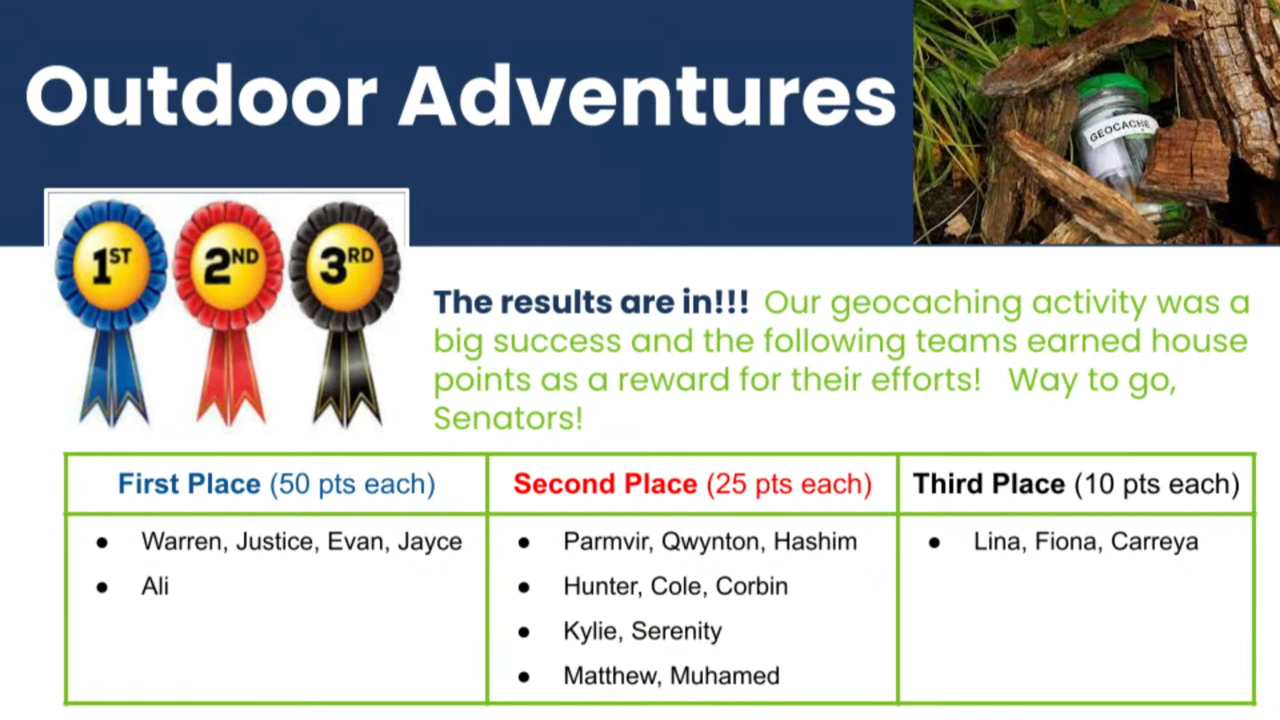 Outdoor Adventures
GEOCACHE
1ST 2ND 3RD
The results are in!!! Our geocaching activity was a
big success and the following teams earned house
points as a reward for their efforts! Way to go,
Senators!
First Place (50 pts each)
Warren, Justice, Evan, Jayce
Ali
Second Place (25 pts each)
Parmvir, Qwynton, Hashim
Hunter, Cole, Corbin
Kylie, Serenity
Matthew, Muhamed
Third Place (10 pts each)
Lina, Fiona, Carreya